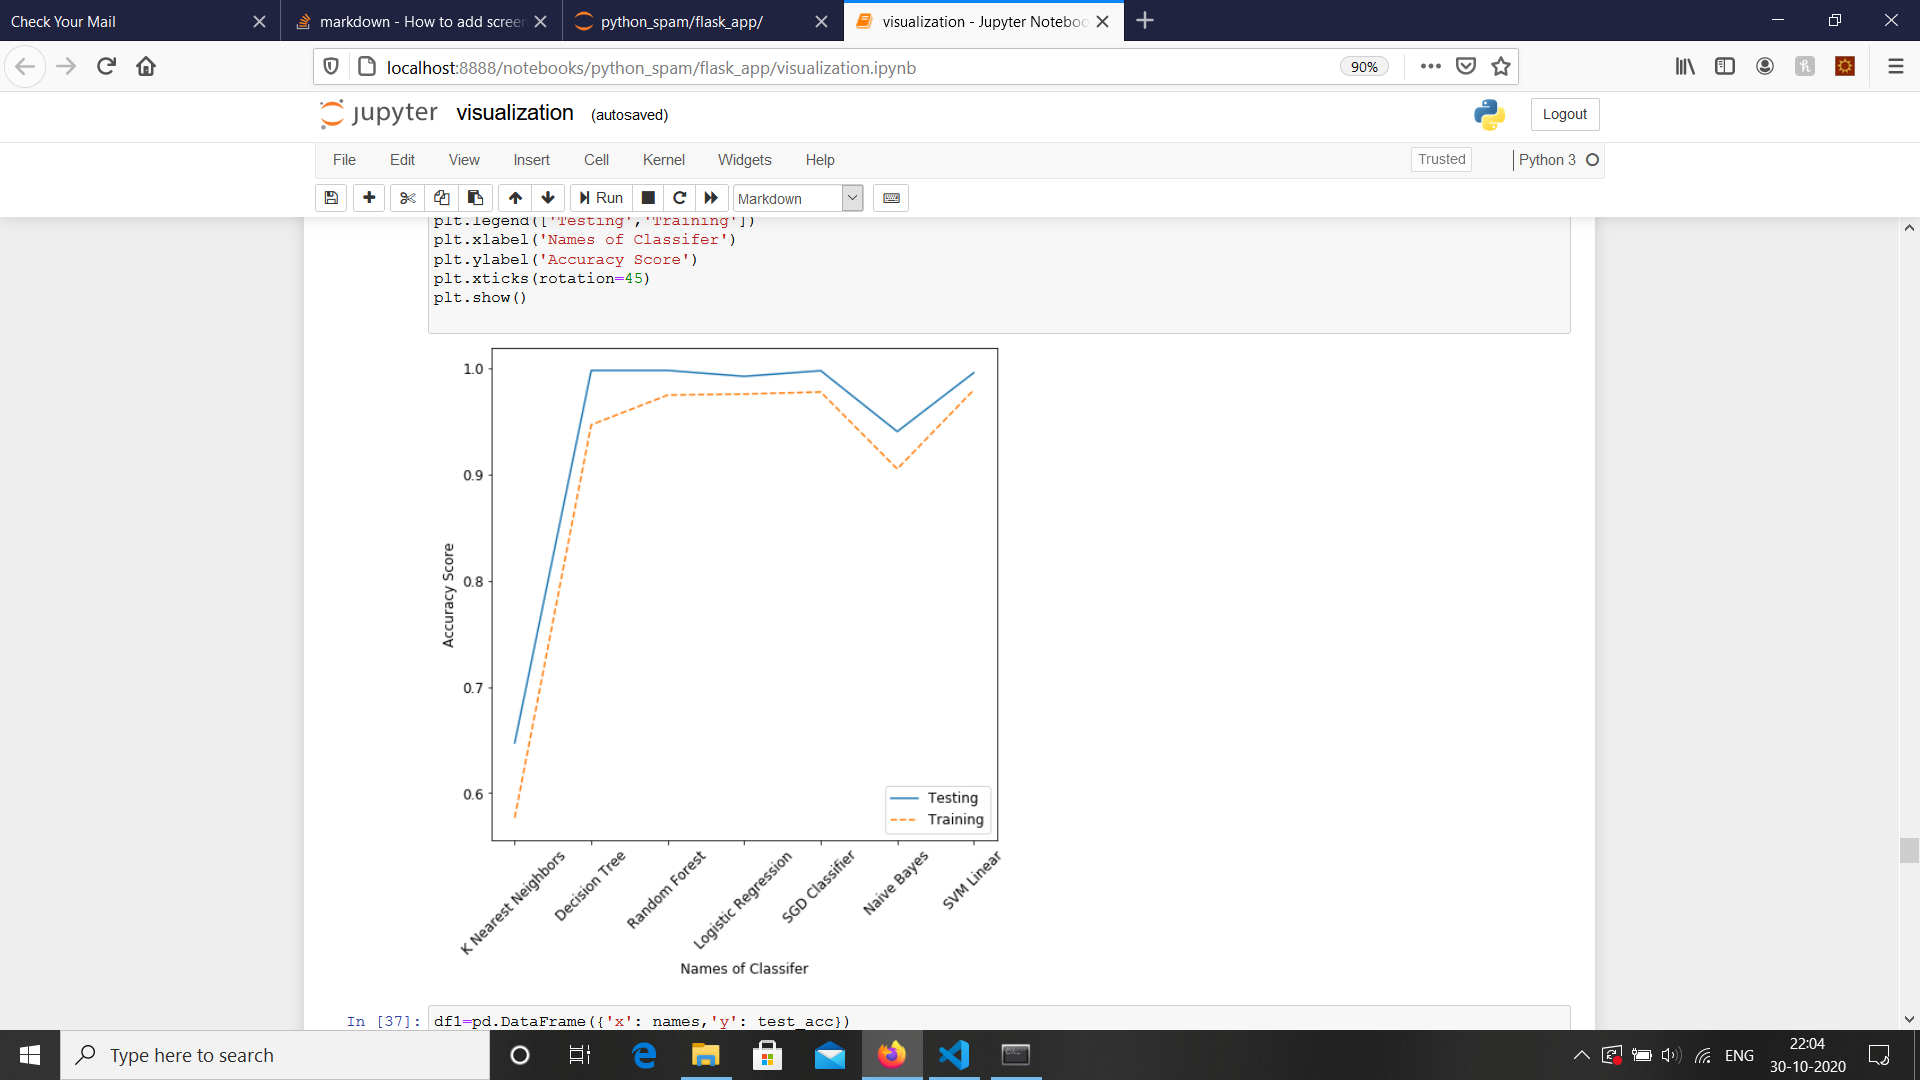 Check Your Mail
markdown - How to add screen
python_spam/flask_app/
visualization - Jupyter Notebook
localhost:8888/notebooks/python_spam/flask_app/visualization.ipynb
90%
jupyter visualization (autosaved)
Logout
File Edit View Insert Cell Kernel Widgets Help
Trusted
Python 3
Run
Markdown
plt.legend(['Testing','Training'])
plt.xlabel('Names of Classifer')
plt.ylabel('Accuracy Score')
plt.xticks(rotation=45)
plt.show()
1.0
0.9
0.8
0.7
0.6
Accuracy Score
Testing
Training
K Nearest Neighbors
Decision Tree
Random Forest
Logistic Regression
SGD Classifier
Naive Bayes
SVM Linear
Names of Classifer
In [37]: df1=pd.DataFrame({'x': names,'y': test_acc})
Type here to search
ENG
22:04
30-10-2020